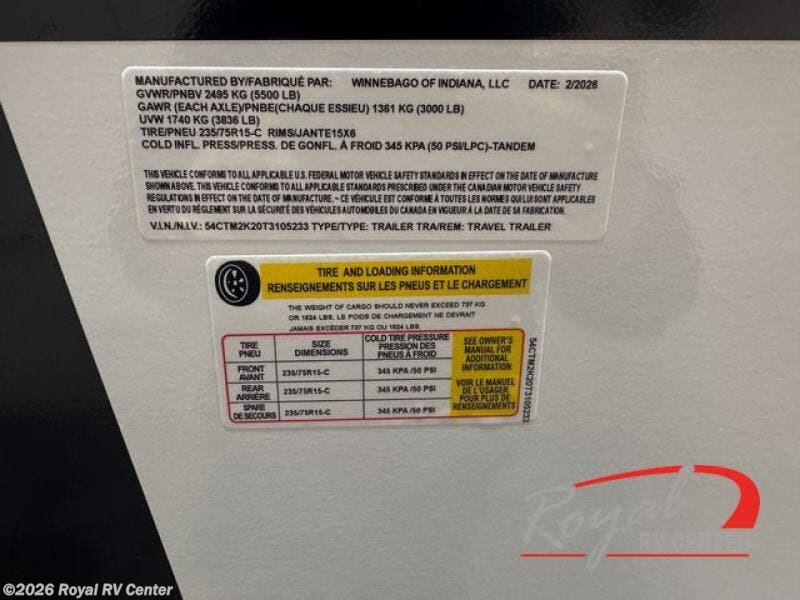 MANUFACTURED BY/FABRIQUÉ PAR: WINNEBAGO OF INDIANA, LLC DATE: 2/2026
GVWR/PNBV 2495 KG (5500 LB)
GAWR (EACH AXLE)/PNBE(CHAQUE ESSIEU) 1361 KG (3000 LB)
UVW 1740 KG (3836 LB)
TIRE/PNEU 235/75R15-C RIMS/JANTE15X6
COLD INFL. PRESS/PRESS. DE GONFL. À FROID 345 KPA (50 PSI/LPC)-TANDEM
THIS VEHICLE CONFORMS TO ALL APPLICABLE U.S. FEDERAL MOTOR VEHICLE SAFETY STANDARDS IN EFFECT ON THE DATE OF MANUFACTURE
SHOWN ABOVE. THIS VEHICLE CONFORMS TO ALL APPLICABLE STANDARDS PRESCRIBED UNDER THE CANADIAN MOTOR VEHICLE SAFETY
REGULATIONS IN EFFECT ON THE DATE OF MANUFACTURE. ~ CE VÉHICULE EST CONFORME À TOUTES LES NORMES QUI LUI SONT APPLICABLES
EN VERTU DU RÈGLEMENT SUR LA SÉCURITÉ DES VÉHICULES AUTOMOBILES DU CANADA EN VIGUEUR À LA DATE DE SA FABRICATION.
V.I.N./N.I.V.: 54CTM2K20T3105233 TYPE/TYPE: TRAILER TRA/REM: TRAVEL TRAILER
TIRE AND LOADING INFORMATION
RENSEIGNEMENTS SUR LES PNEUS ET LE CHARGEMENT
THE WEIGHT OF CARGO SHOULD NEVER EXCEED 737 KG
OR 1624 LBS. LE POIDS DE CHARGEMENT NE DEVRAIT
JAMAIS EXCÉDER 737 KG OU 1624 LBS.
TIRE PNEU SIZE DIMENSIONS COLD TIRE PRESSURE PRESSION DES PNEUS À FROID
FRONT AVANT 235/75R15-C 345 KPA /50 PSI
REAR ARRIÈRE 235/75R15-C 345 KPA /50 PSI
SPARE DE SECOURS 235/75R15-C 345 KPA /50 PSI
SEE OWNER'S
MANUAL FOR
ADDITIONAL
INFORMATION
VOIR LE MANUEL
DE L'USAGER
POUR PLUS DE
RENSEIGNEMENTS
54CTM2K20T3105233
Royal
RV CENTER
©2026 Royal RV Center